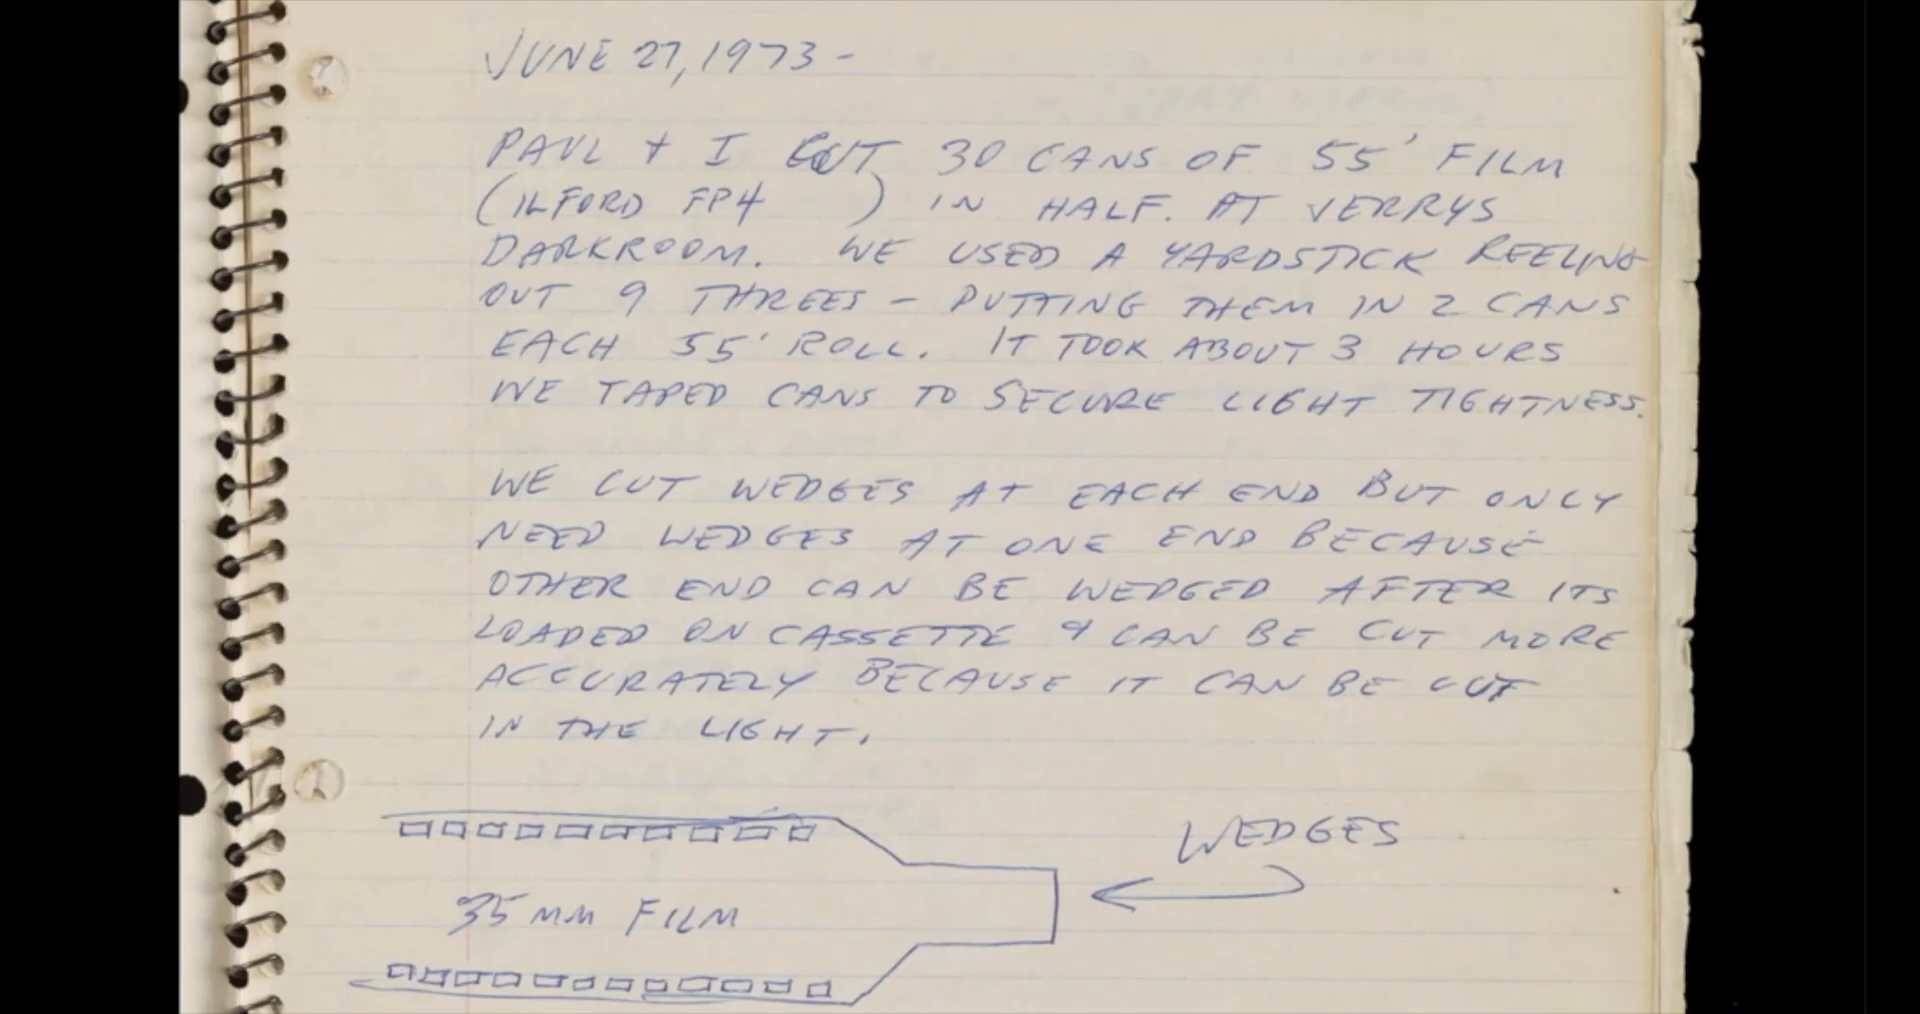 JUNE 27, 1973 -
PAUL + I CUT 30 CANS OF 55' FILM
(ILFORD FP4 ) IN HALF. AT JERRYS
DARKROOM. WE USED A YARDSTICK REELING
OUT 9 THREES - PUTTING THEM IN 2 CANS
EACH 55' ROLL. IT TOOK ABOUT 3 HOURS
WE TAPED CANS TO SECURE LIGHT TIGHTNESS.
WE CUT WEDGES AT EACH END BUT ONLY
NEED WEDGES AT ONE END BECAUSE
OTHER END CAN BE WEDGED AFTER ITS
LOADED ON CASSETTE & CAN BE CUT MORE
ACCURATELY BECAUSE IT CAN BE CUT
IN THE LIGHT.
WEDGES
35 MM FILM